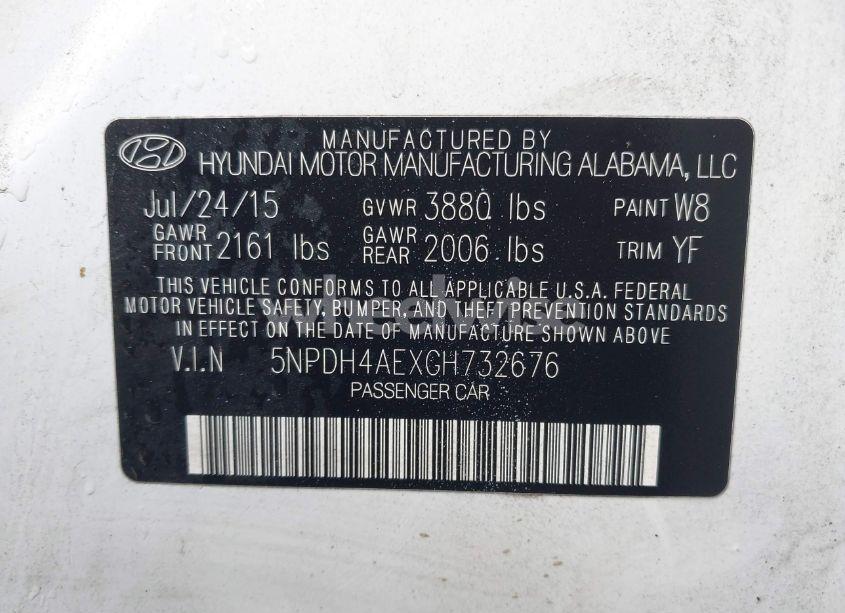 MANUFACTURED BY
HYUNDAI MOTOR MANUFACTURING ALABAMA, LLC
Jul/24/15 GVWR 3880 lbs PAINT W8
GAWR FRONT 2161 lbs GAWR REAR 2006 lbs TRIM YF
THIS VEHICLE CONFORMS TO ALL APPLICABLE U.S.A. FEDERAL
MOTOR VEHICLE SAFETY, BUMPER, AND THEFT PREVENTION STANDARDS
IN EFFECT ON THE DATE OF MANUFACTURE SHOWN ABOVE
V.I.N 5NPDH4AEXGH732676
PASSENGER CAR